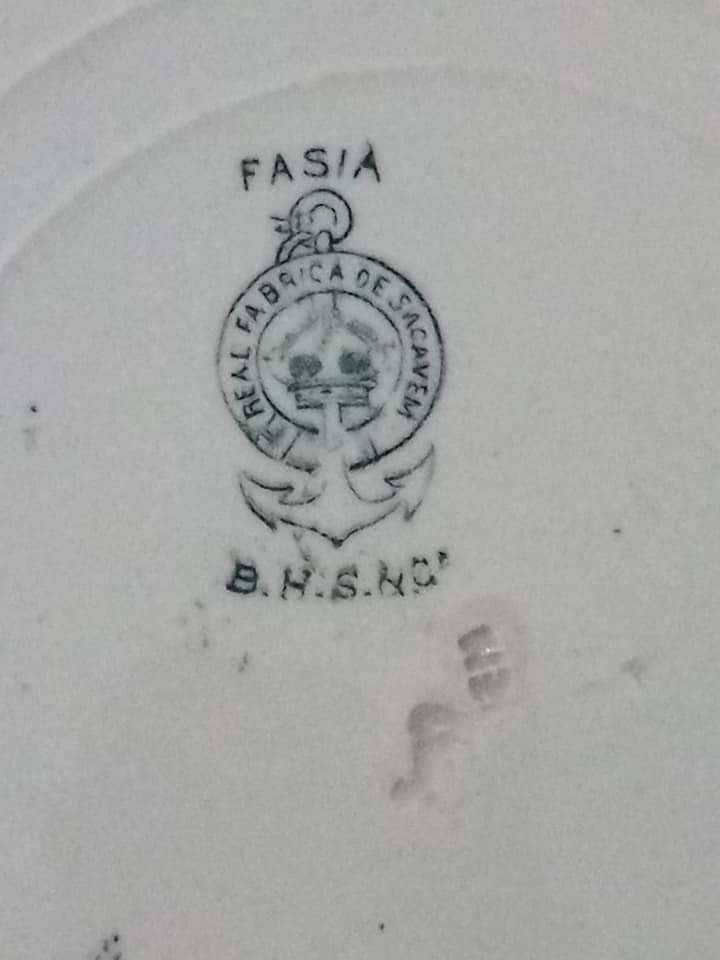 FASIA
REAL FABRICA DE SACAVEM
B.H.S.&C.ª